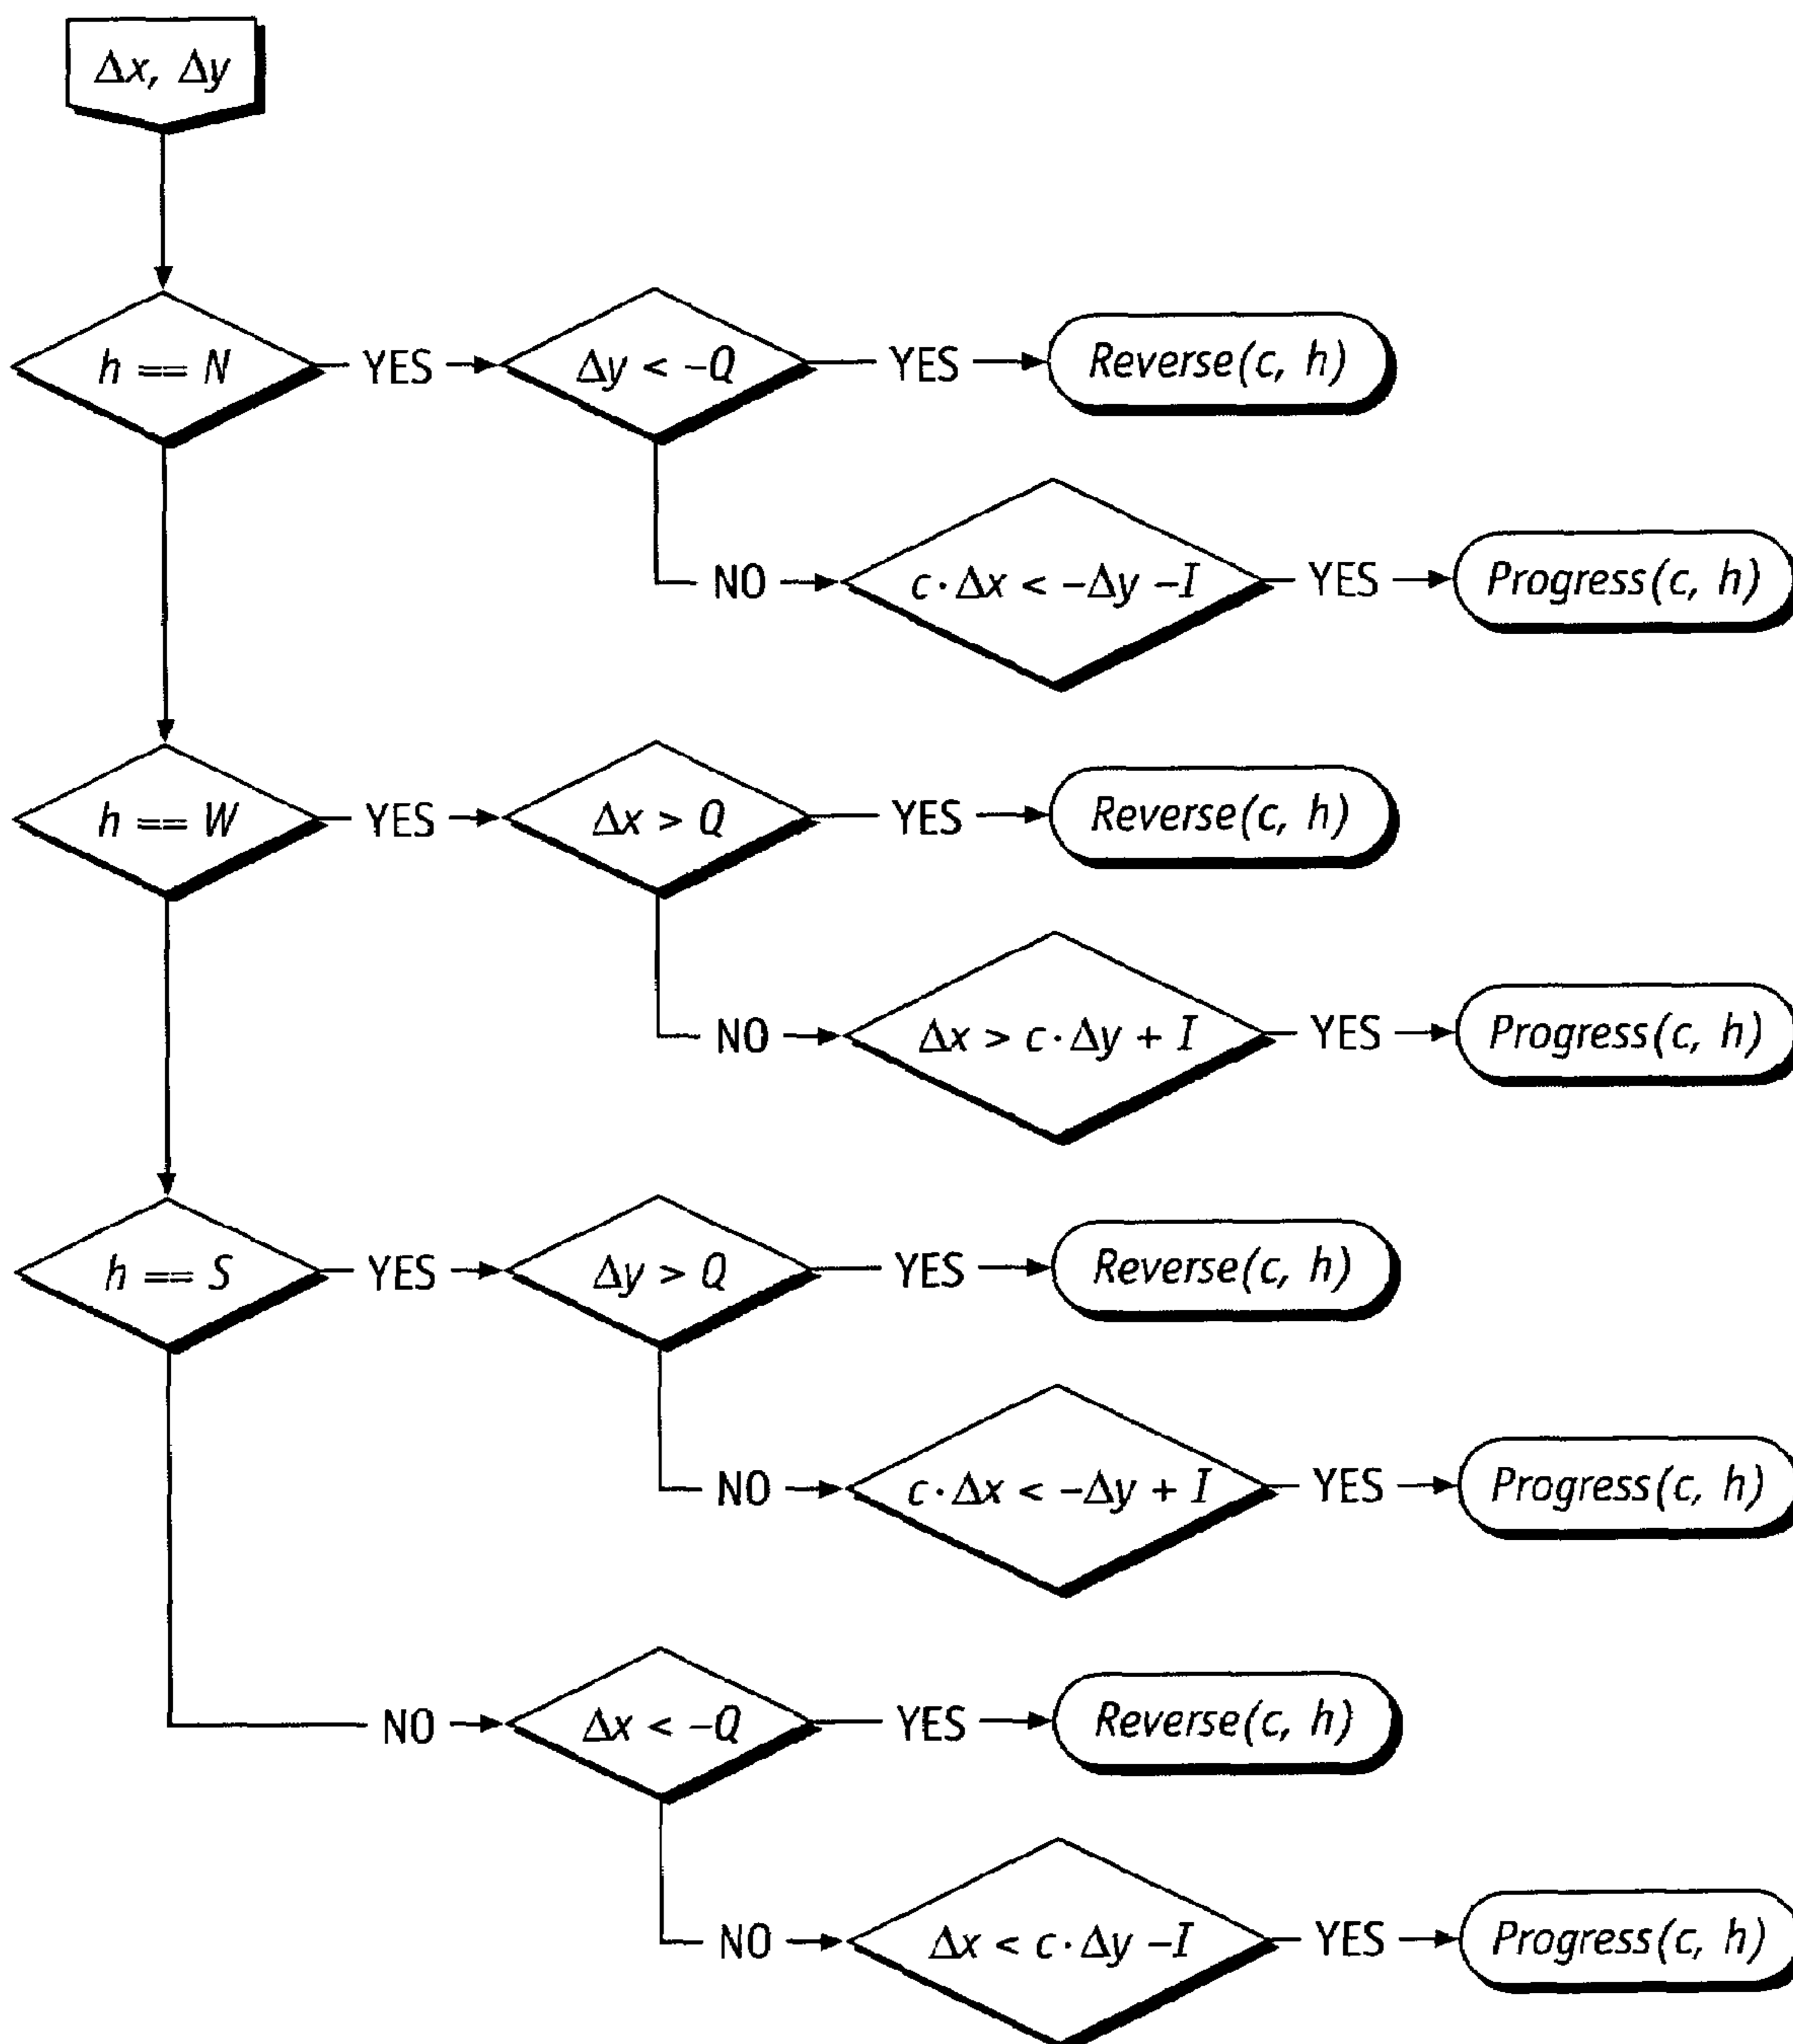 Δx, Δy
h == N YES Δy < –Q YES Reverse(c, h)
NO c·Δx < –Δy –I YES Progress(c, h)
h == W YES Δx > Q YES Reverse(c, h)
NO Δx > c·Δy + I YES Progress(c, h)
h == S YES Δy > Q YES Reverse(c, h)
NO c·Δx < –Δy + I YES Progress(c, h)
NO Δx < –Q YES Reverse(c, h)
NO Δx < c·Δy –I YES Progress(c, h)